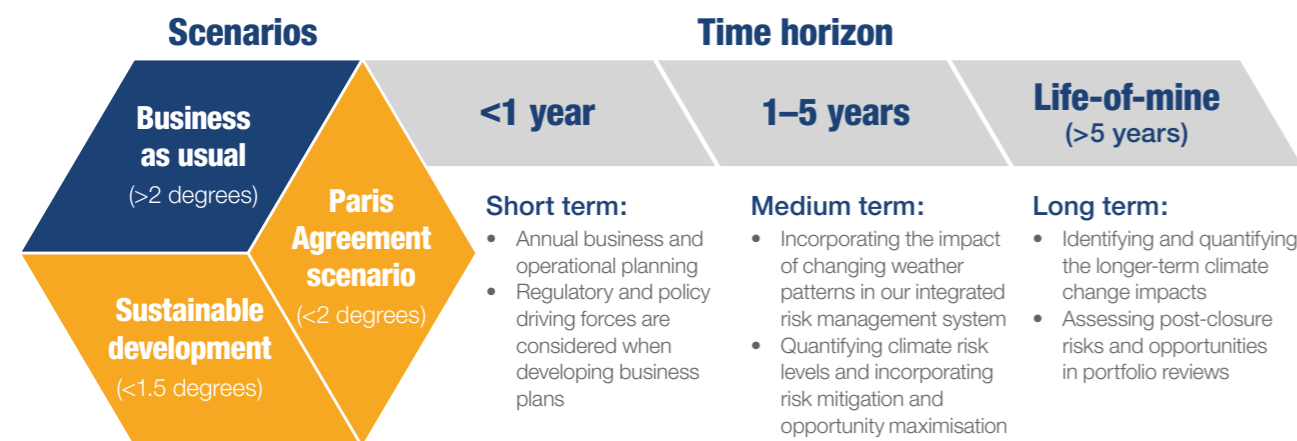 Scenarios
Time horizon
Business
as usual
(>2 degrees)
Paris
Agreement
scenario
(<2 degrees)
Sustainable
development
(<1.5 degrees)
<1 year
1–5 years
Life-of-mine
(>5 years)
Short term:
• Annual business and
operational planning
• Regulatory and policy
driving forces are
considered when
developing business
plans
Medium term:
• Incorporating the impact
of changing weather
patterns in our integrated
risk management system
• Quantifying climate risk
levels and incorporating
risk mitigation and
opportunity maximisation
Long term:
• Identifying and quantifying
the longer-term climate
change impacts
• Assessing post-closure
risks and opportunities
in portfolio reviews